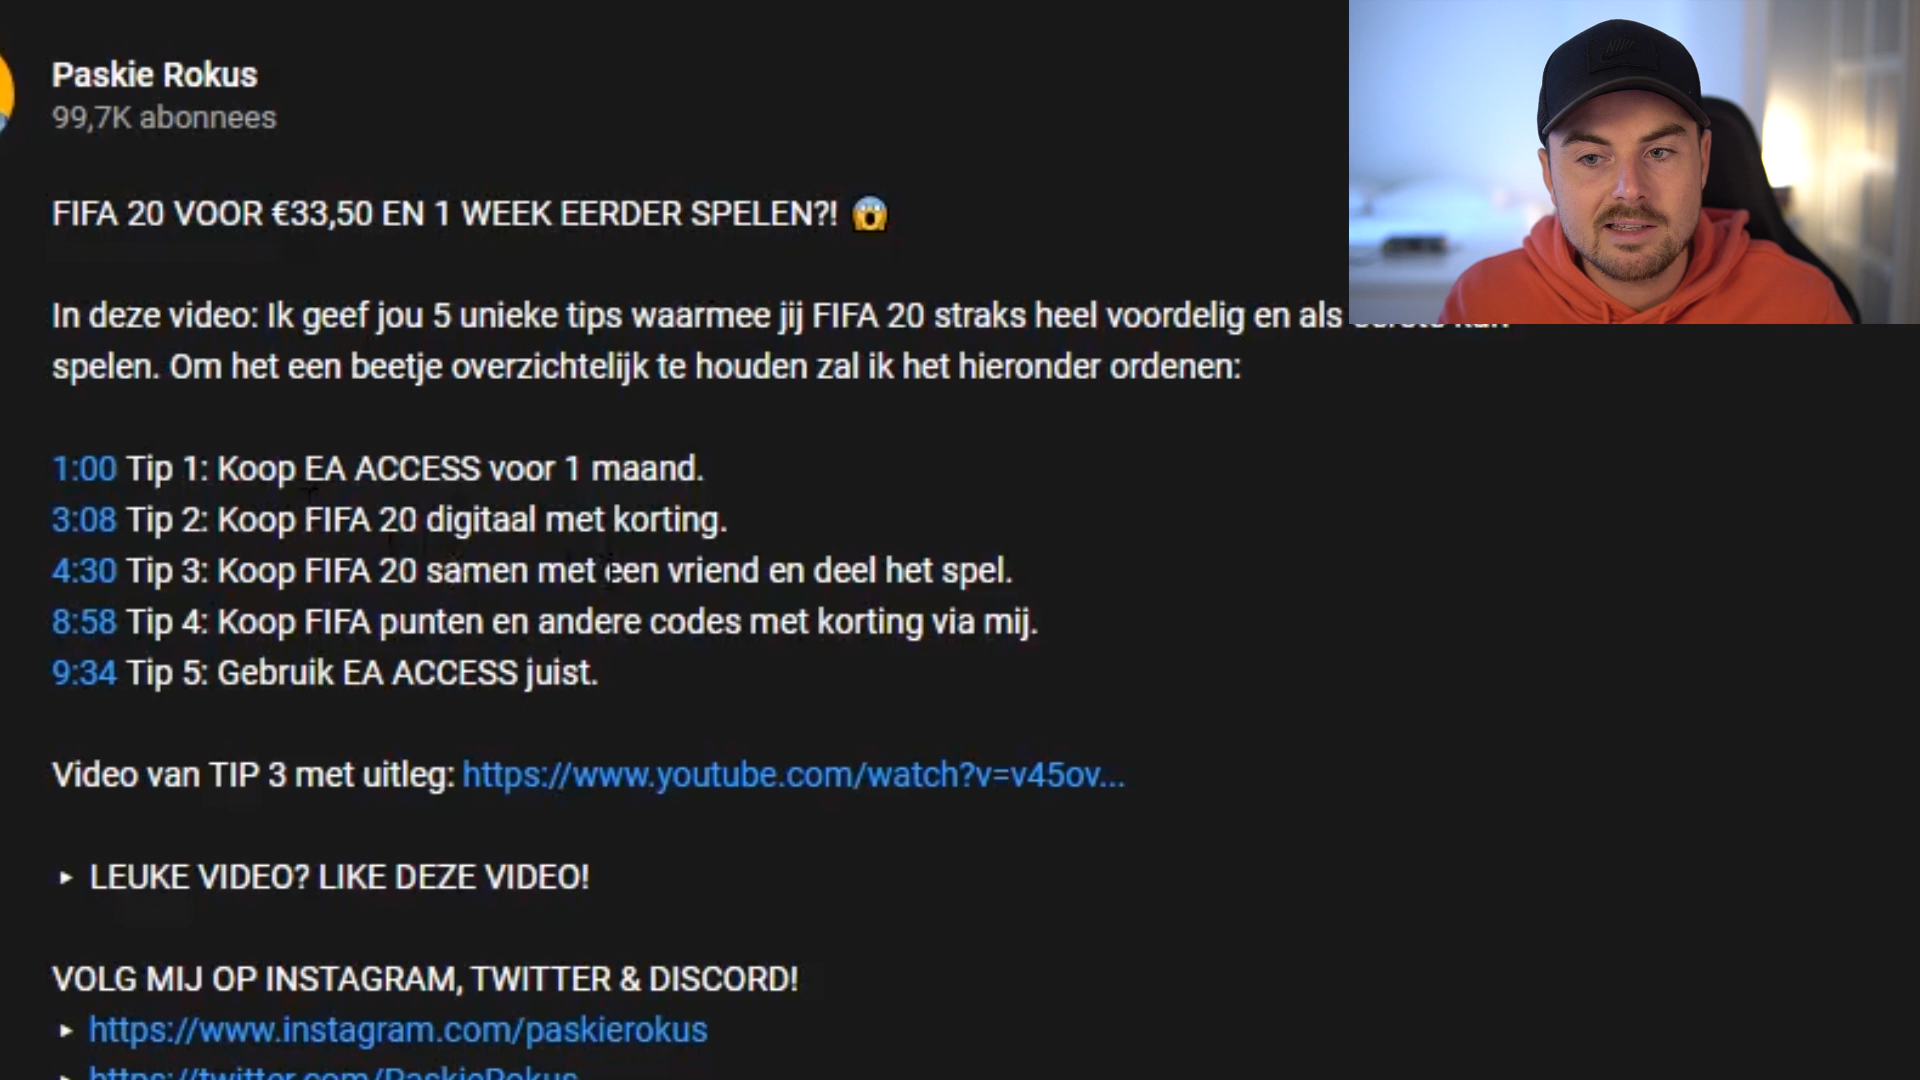 Paskie Rokus
99,7K abonnees
FIFA 20 VOOR €33,50 EN 1 WEEK EERDER SPELEN?! 😱
In deze video: Ik geef jou 5 unieke tips waarmee jij FIFA 20 straks heel voordelig en als
spelen. Om het een beetje overzichtelijk te houden zal ik het hieronder ordenen:
1:00 Tip 1: Koop EA ACCESS voor 1 maand.
3:08 Tip 2: Koop FIFA 20 digitaal met korting.
4:30 Tip 3: Koop FIFA 20 samen met een vriend en deel het spel.
8:58 Tip 4: Koop FIFA punten en andere codes met korting via mij.
9:34 Tip 5: Gebruik EA ACCESS juist.
Video van TIP 3 met uitleg: https://www.youtube.com/watch?v=v45ov...
▸ LEUKE VIDEO? LIKE DEZE VIDEO!
VOLG MIJ OP INSTAGRAM, TWITTER & DISCORD!
▸ https://www.instagram.com/paskierokus
▸ https://twitter.com/PaskieRokus